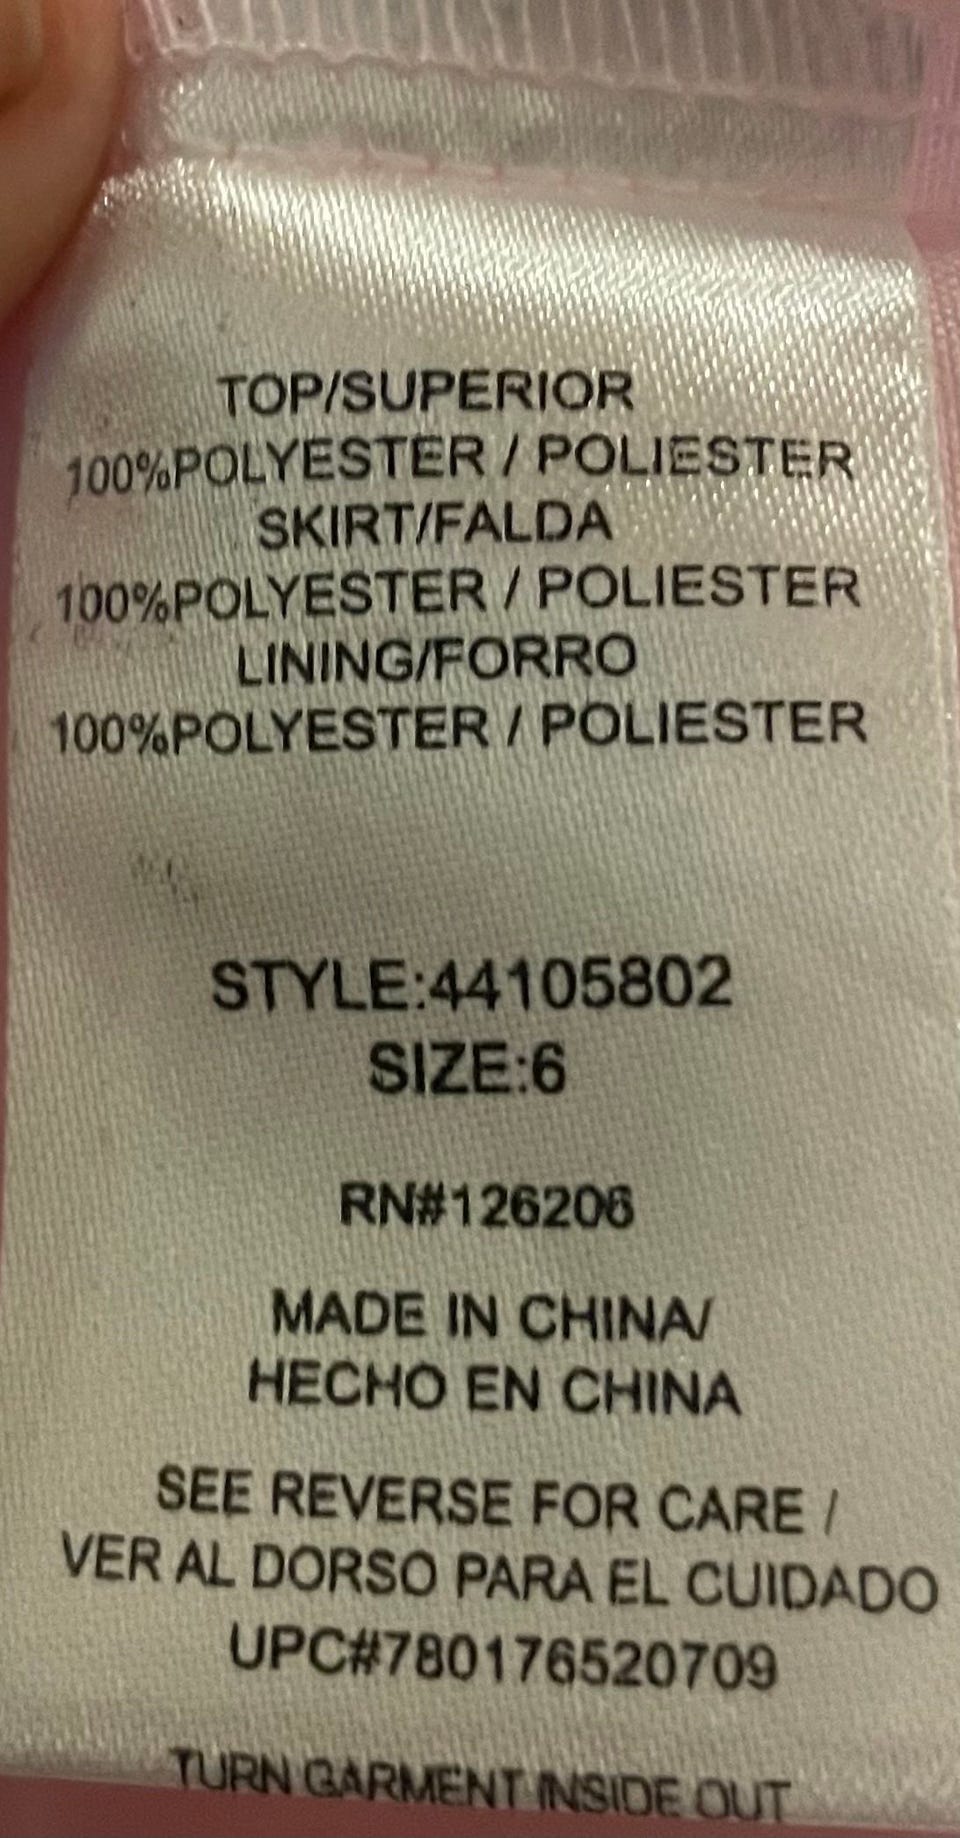 TOP/SUPERIOR
100%POLYESTER / POLIESTER
SKIRT/FALDA
100%POLYESTER / POLIESTER
LINING/FORRO
100%POLYESTER / POLIESTER
STYLE:44105802
SIZE:6
RN#126206
MADE IN CHINA/
HECHO EN CHINA
SEE REVERSE FOR CARE /
VER AL DORSO PARA EL CUIDADO
UPC#780176520709
TURN GARMENT INSIDE OUT